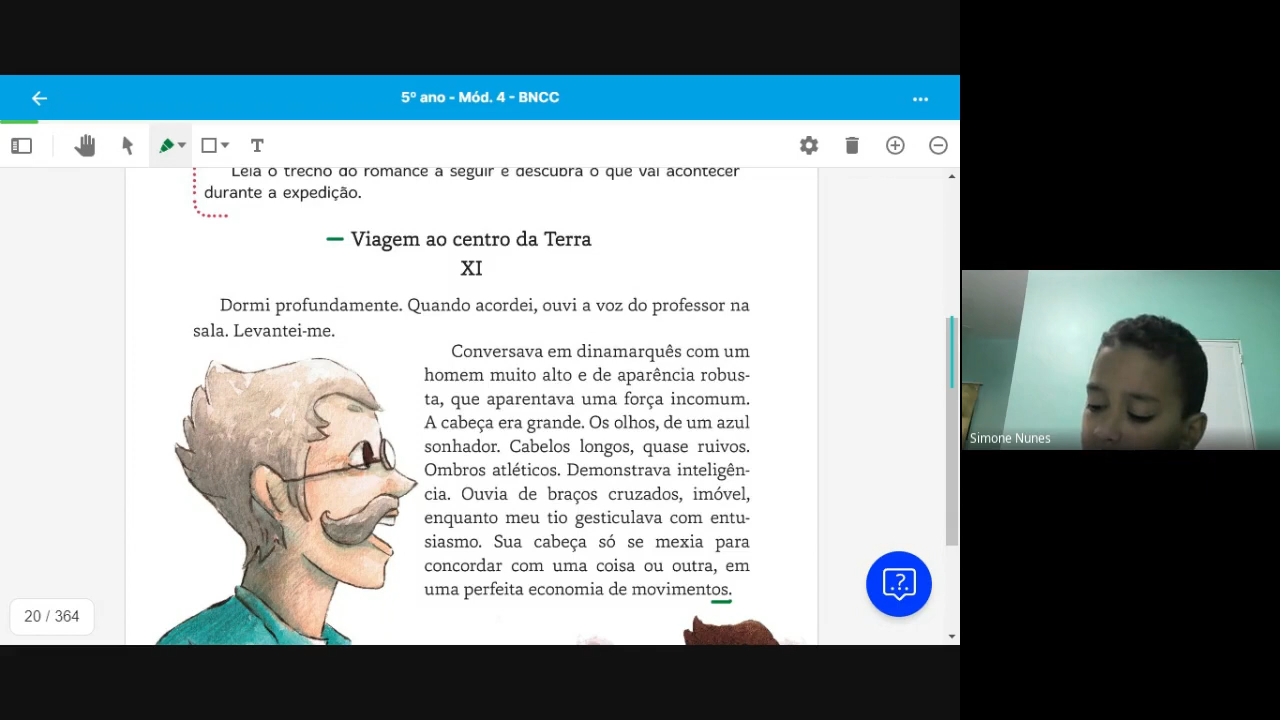 5º ano - Mód. 4 - BNCC
T
Leia o trecho do romance a seguir e descubra o que vai acontecer
durante a expedição.
Viagem ao centro da Terra
XI
Dormi profundamente. Quando acordei, ouvi a voz do professor na
sala. Levantei-me.
Conversava em dinamarquês com um
homem muito alto e de aparência robus-
ta, que aparentava uma força incomum.
A cabeça era grande. Os olhos, de um azul
sonhador. Cabelos longos, quase ruivos.
Ombros atléticos. Demonstrava inteligên-
cia. Ouvia de braços cruzados, imóvel,
enquanto meu tio gesticulava com entu-
siasmo. Sua cabeça só se mexia para
concordar com uma coisa ou outra, em
uma perfeita economia de movimentos.
20 / 364
Simone Nunes